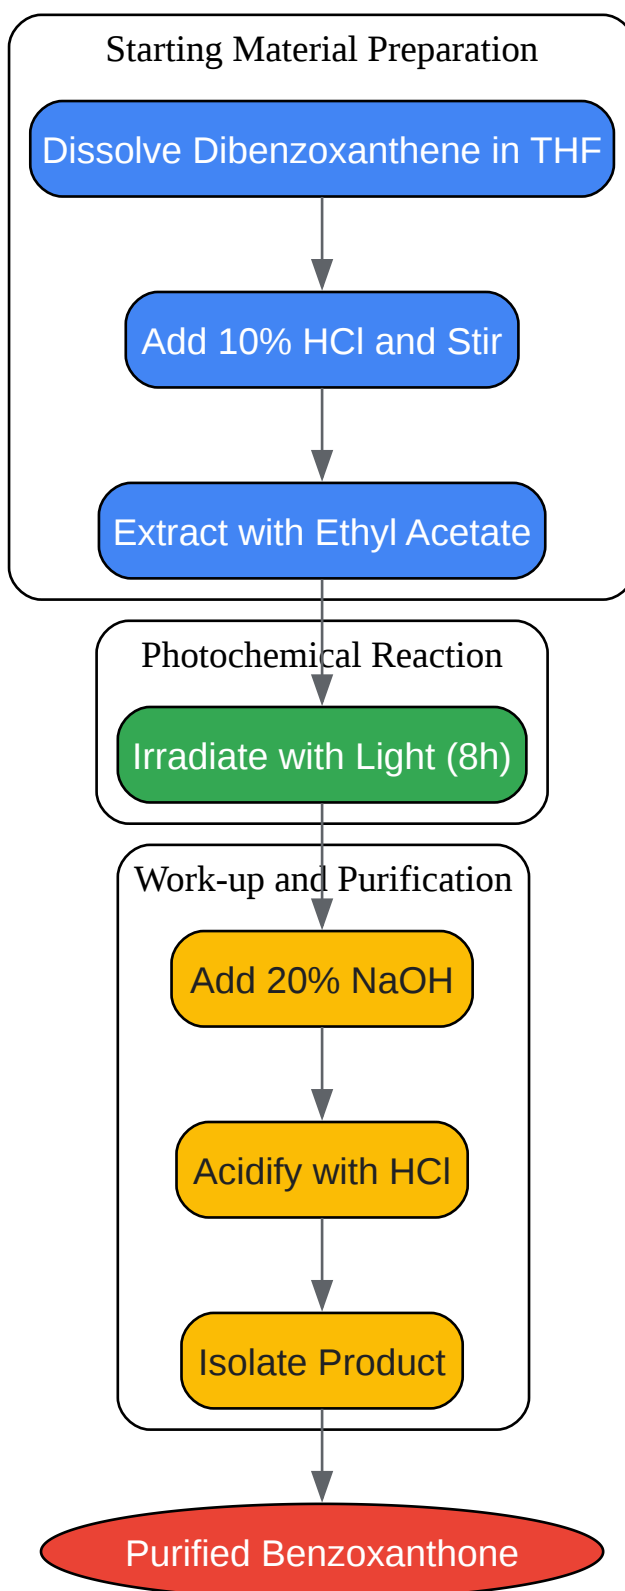 Starting Material Preparation
Dissolve Dibenzoxanthene in THF
Add 10% HCl and Stir
Extract with Ethyl Acetate
Photochemical Reaction
Irradiate with Light (8h)
Work-up and Purification
Add 20% NaOH
Acidify with HCl
Isolate Product
Purified Benzoxanthone